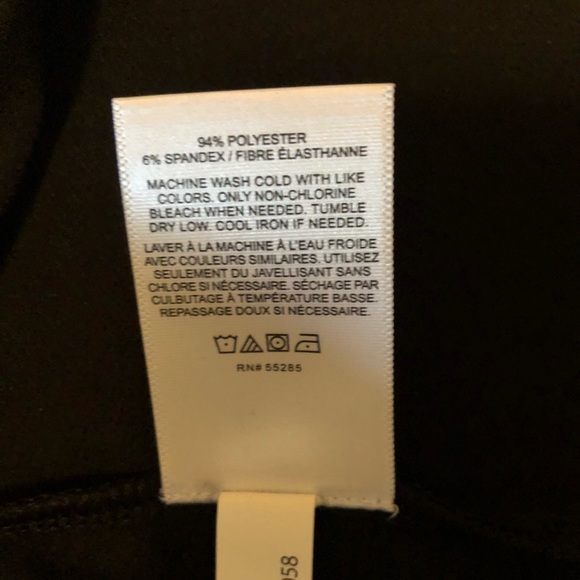 94% POLYESTER
6% SPANDEX / FIBRE ÉLASTHANNE
MACHINE WASH COLD WITH LIKE
COLORS. ONLY NON-CHLORINE
BLEACH WHEN NEEDED. TUMBLE
DRY LOW. COOL IRON IF NEEDED.
LAVER À LA MACHINE À L'EAU FROIDE
AVEC COULEURS SIMILAIRES. UTILISEZ
SEULEMENT DU JAVELLISANT SANS
CHLORE SI NÉCESSAIRE. SÉCHAGE PAR
CULBUTAGE À TEMPÉRATURE BASSE.
REPASSAGE DOUX SI NÉCESSAIRE.
RN# 55285